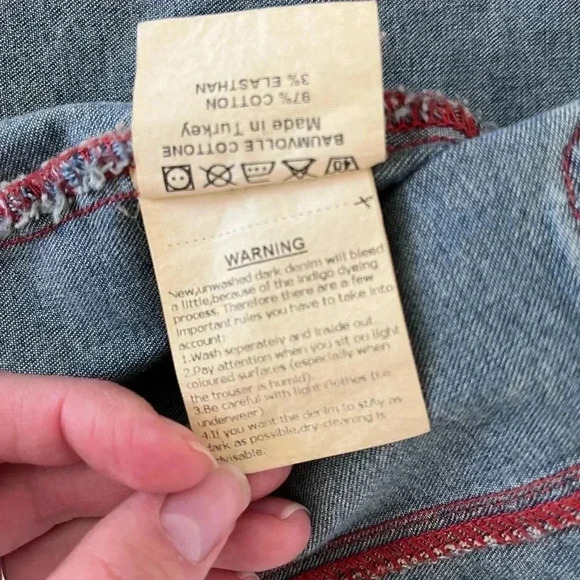 3% ELASTHAN
97% COTTON
Made in Turkey
BAUMVOLLE COTTONE
40
WARNING
New,unwashed dark denim will bleed
a little,because of the indigo dyeing
process. Therefore there are a few
important rules you have to take into
account:
1.Wash separately and inside out.
2.Pay attention when you sit on light
coloured surfaces (especially when
the trouser is humid).
3.Be careful with light clothes (he.
underwear).
4.If you want the denim to stAy as
dark as possible,dry-cleaning is
dvisable.